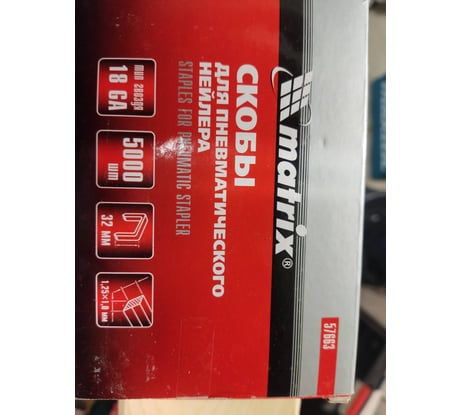 matrix®
57663
СКОБЫ
ДЛЯ ПНЕВМАТИЧЕСКОГО
НЕЙЛЕРА
STAPLES FOR PNEUMATIC STAPLER
тип гвоздя
18 GA
5000
шт
32 мм
1,25×1,0 мм